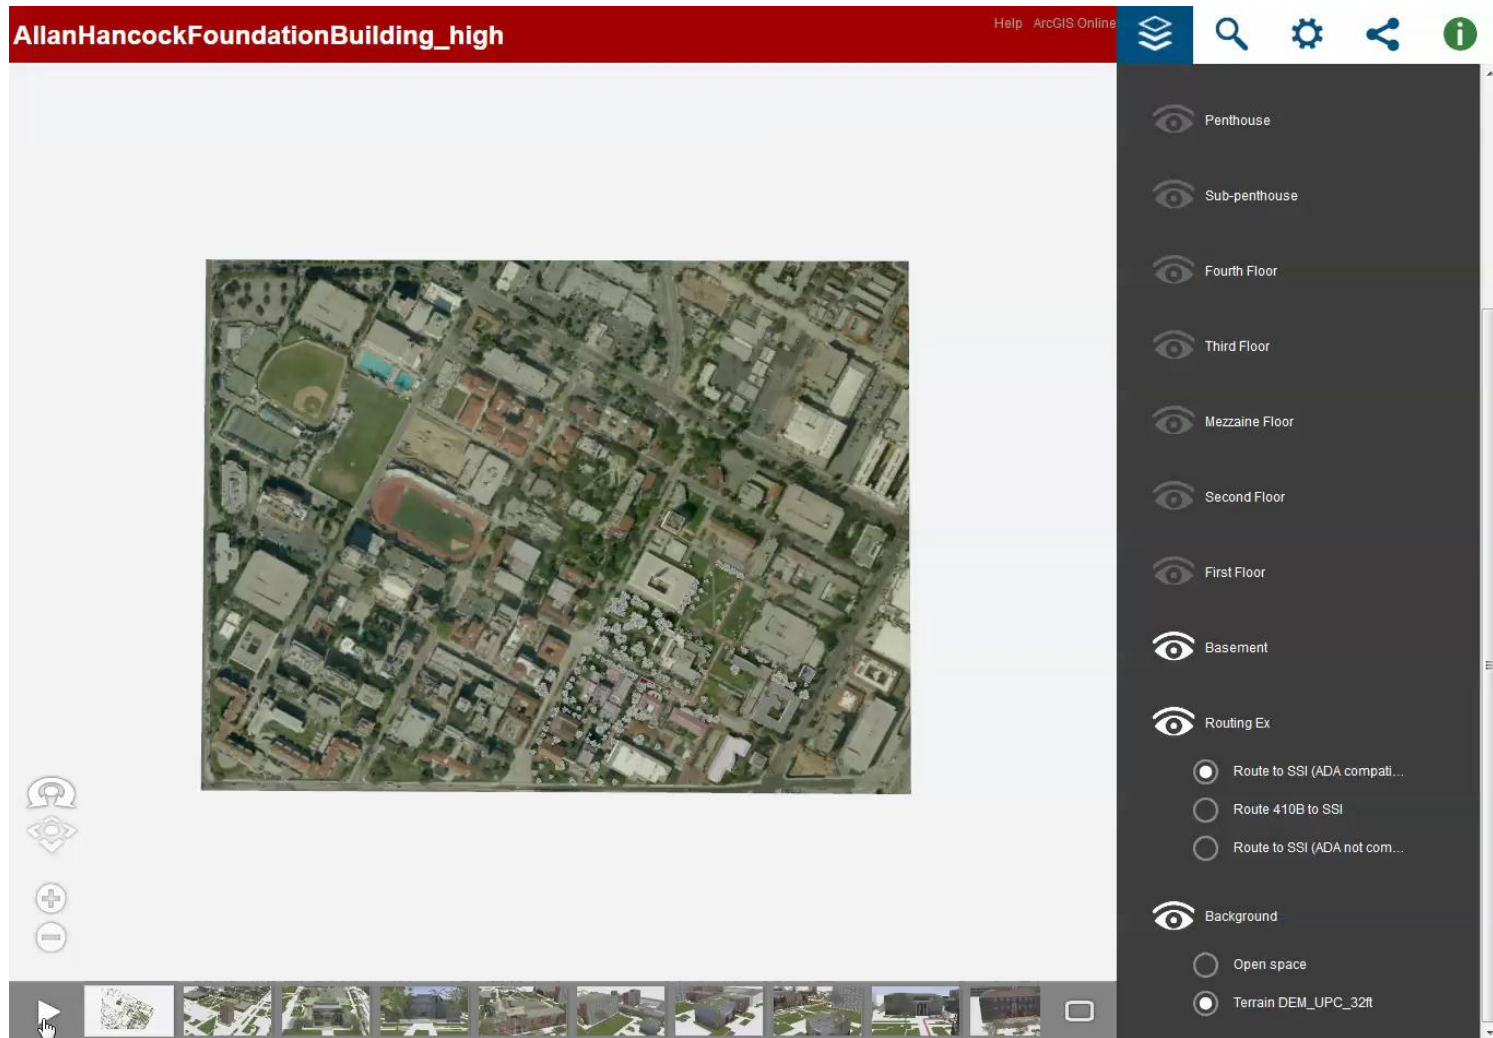 AllanHancockFoundationBuilding_high
Help ArcGIS Online
Penthouse
Sub-penthouse
Fourth Floor
Third Floor
Mezzaine Floor
Second Floor
First Floor
Basement
Routing Ex
Route to SSI (ADA compati...
Route 410B to SSI
Route to SSI (ADA not com...
Background
Open space
Terrain DEM_UPC_32ft